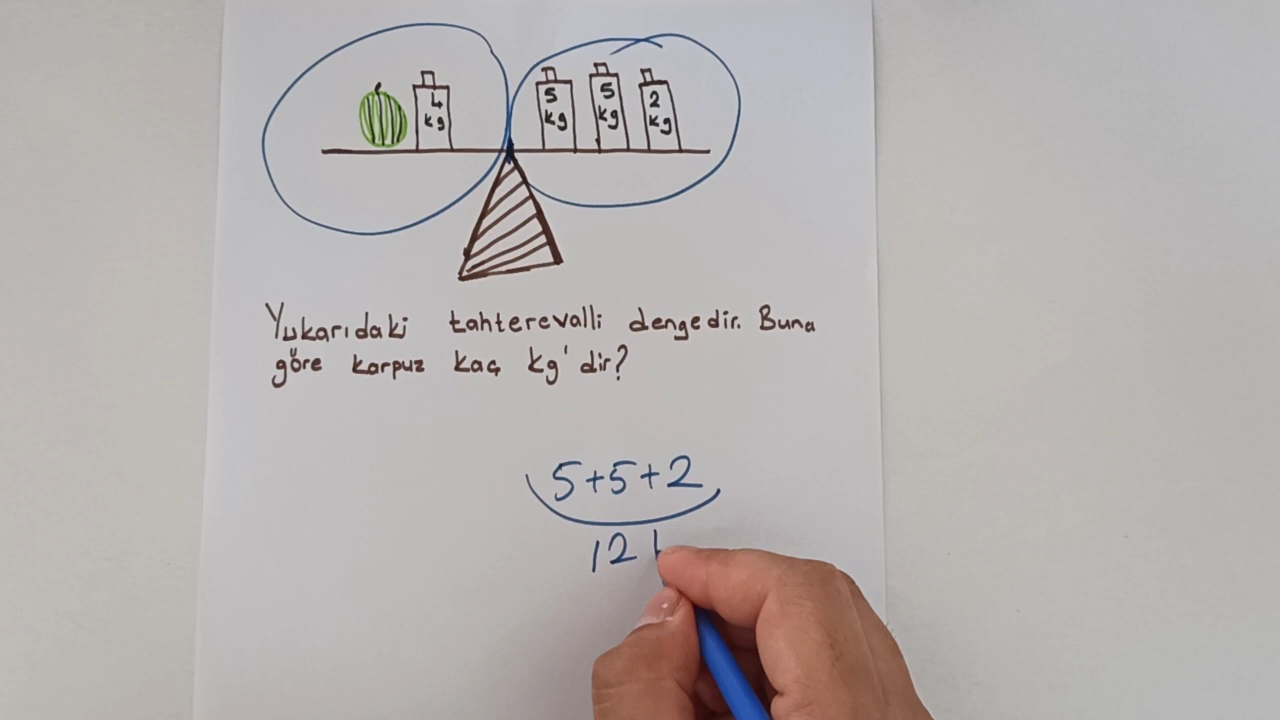 4 kg
5 kg
5 kg
2 kg
Yukarıdaki tahterevalli dengedir. Buna
göre karpuz kaç kg'dir?
5+5+2
12